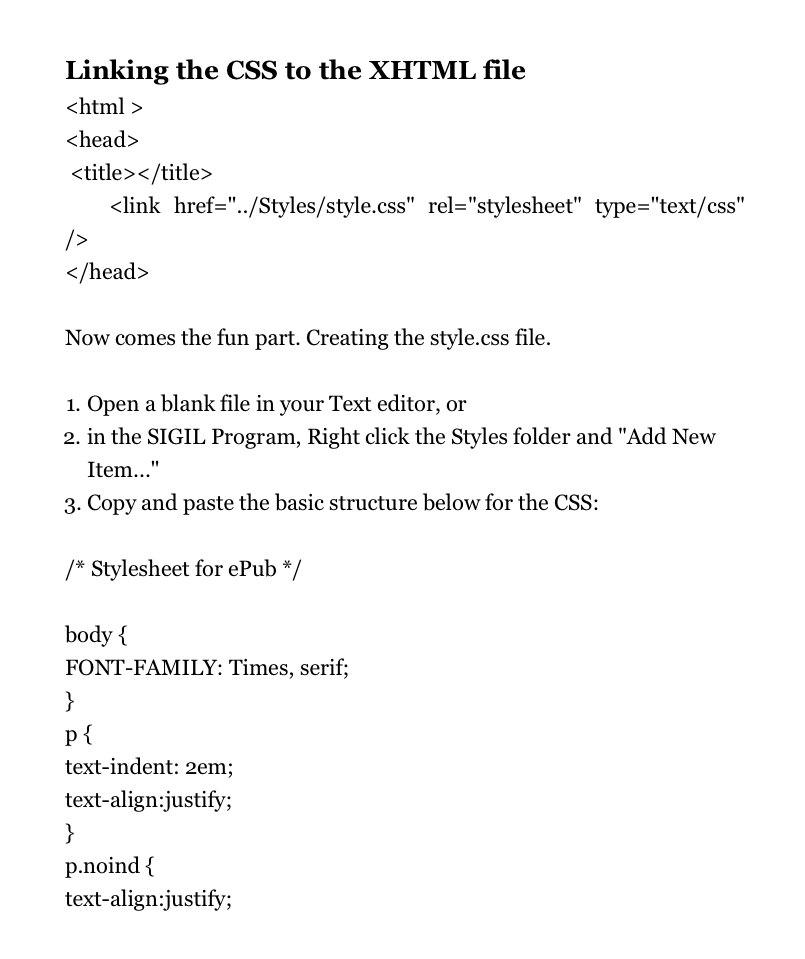 Linking the CSS to the XHTML file
<html >
<head>
<title></title>
<link href="../Styles/style.css" rel="stylesheet" type="text/css"
/>
</head>
Now comes the fun part. Creating the style.css file.
1. Open a blank file in your Text editor, or
2. in the SIGIL Program, Right click the Styles folder and "Add New
Item..."
3. Copy and paste the basic structure below for the CSS:
/* Stylesheet for ePub */
body {
FONT-FAMILY: Times, serif;
}
p {
text-indent: 2em;
text-align:justify;
}
p.noind {
text-align:justify;